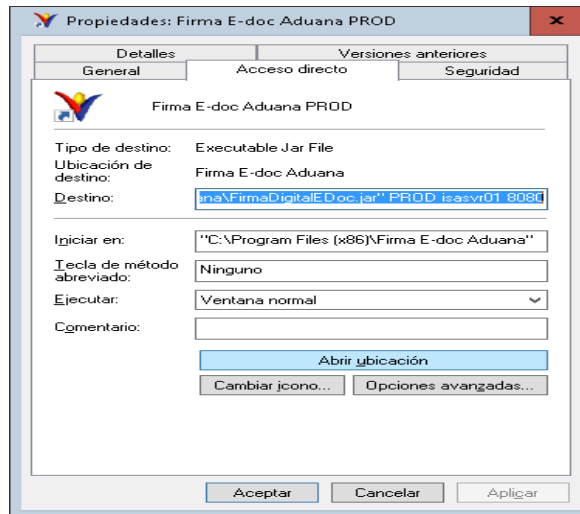 Propiedades: Firma E-doc Aduana PROD
Detalles
Versiones anteriores
General
Acceso directo
Seguridad
Firma E-doc Aduana PROD
Tipo de destino: Executable Jar File
Ubicación de destino: Firma E-doc Aduana
Destino: ana\FirmaDigitalEDoc.jar" PROD isasvr01 8080
Iniciar en: "C:\Program Files (x86)\Firma E-doc Aduana"
Tecla de método abreviado: Ninguno
Ejecutar: Ventana normal
Comentario:
Abrir ubicación
Cambiar icono...
Opciones avanzadas...
Aceptar
Cancelar
Aplicar